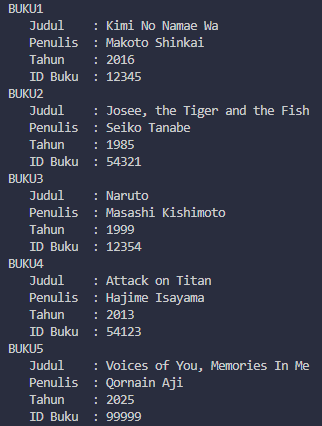 BUKU1
Judul : Kimi No Namae Wa
Penulis : Makoto Shinkai
Tahun : 2016
ID Buku : 12345
BUKU2
Judul : Josee, the Tiger and the Fish
Penulis : Seiko Tanabe
Tahun : 1985
ID Buku : 54321
BUKU3
Judul : Naruto
Penulis : Masashi Kishimoto
Tahun : 1999
ID Buku : 12354
BUKU4
Judul : Attack on Titan
Penulis : Hajime Isayama
Tahun : 2013
ID Buku : 54123
BUKU5
Judul : Voices of You, Memories In Me
Penulis : Qornain Aji
Tahun : 2025
ID Buku : 99999